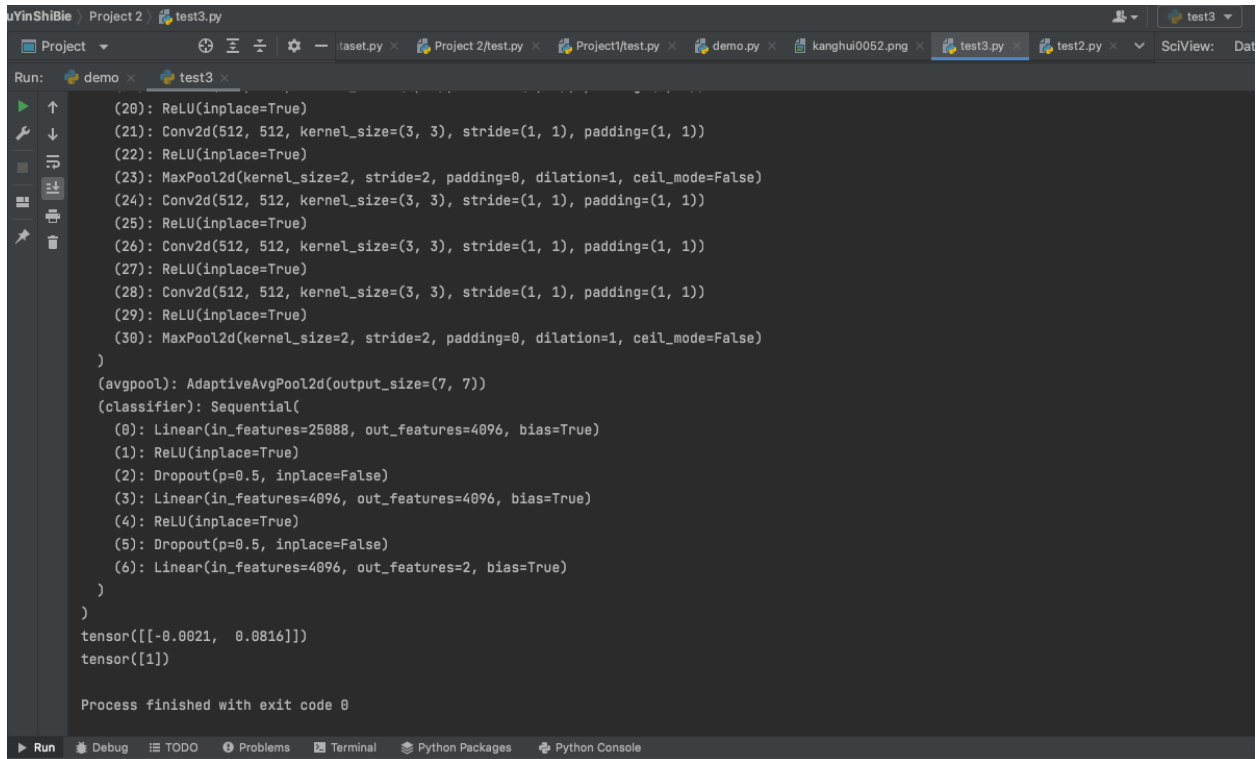 uYinShiBie Project 2 test3.py test3
Project taset.py Project 2/test.py Project1/test.py demo.py kanghui0052.png test3.py test2.py SciView: Dat
Run: demo test3
(20): ReLU(inplace=True)
(21): Conv2d(512, 512, kernel_size=(3, 3), stride=(1, 1), padding=(1, 1))
(22): ReLU(inplace=True)
(23): MaxPool2d(kernel_size=2, stride=2, padding=0, dilation=1, ceil_mode=False)
(24): Conv2d(512, 512, kernel_size=(3, 3), stride=(1, 1), padding=(1, 1))
(25): ReLU(inplace=True)
(26): Conv2d(512, 512, kernel_size=(3, 3), stride=(1, 1), padding=(1, 1))
(27): ReLU(inplace=True)
(28): Conv2d(512, 512, kernel_size=(3, 3), stride=(1, 1), padding=(1, 1))
(29): ReLU(inplace=True)
(30): MaxPool2d(kernel_size=2, stride=2, padding=0, dilation=1, ceil_mode=False)
)
(avgpool): AdaptiveAvgPool2d(output_size=(7, 7))
(classifier): Sequential(
(0): Linear(in_features=25088, out_features=4096, bias=True)
(1): ReLU(inplace=True)
(2): Dropout(p=0.5, inplace=False)
(3): Linear(in_features=4096, out_features=4096, bias=True)
(4): ReLU(inplace=True)
(5): Dropout(p=0.5, inplace=False)
(6): Linear(in_features=4096, out_features=2, bias=True)
)
)
tensor([[-0.0021, 0.0816]])
tensor([1])
Process finished with exit code 0
Run Debug TODO Problems Terminal Python Packages Python Console